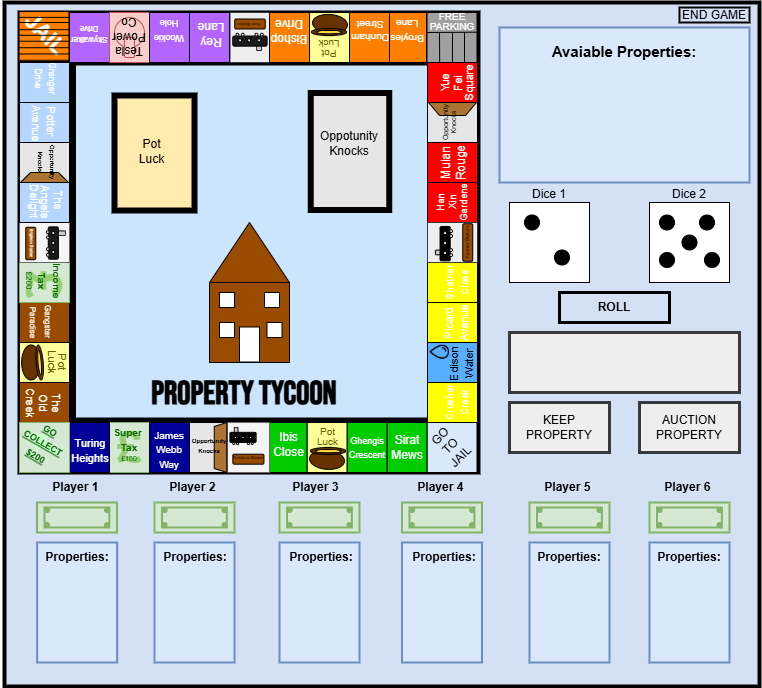 END GAME
JAIL
Skywalker
Drive
Tesla
Power
Co
Wookie
Hole
Rey
Lane
Bishop
Drive
Pot
Luck
Dunham
Street
Broyles
Lane
FREE
PARKING
Avaiable Properties:
Granger
Drive
Potter
Avenue
Opportunity
Knocks
The
Angels
Delight
Income
Tax
£200
Gangster
Paradise
Pot
Luck
The
Old
Creek
Pot
Luck
Oppotunity
Knocks
PROPERTY TYCOON
Yue
Fei
Square
Opportunity
Knocks
Mulan
Rouge
Han
Xin
Gardens
Close
Picard
Avenue
Edison
Water
Crusher
Creek
Dice 1
Dice 2
ROLL
KEEP
PROPERTY
AUCTION
PROPERTY
GO
COLLECT
$200
Turing
Heights
Super
Tax
£100
James
Webb
Way
Opportunity
Knocks
Ibis
Close
Pot
Luck
Ghengis
Crescent
Sirat
Mews
GO
TO
JAIL
Player 1
Player 2
Player 3
Player 4
Player 5
Player 6
Properties:
Properties:
Properties:
Properties:
Properties:
Properties: